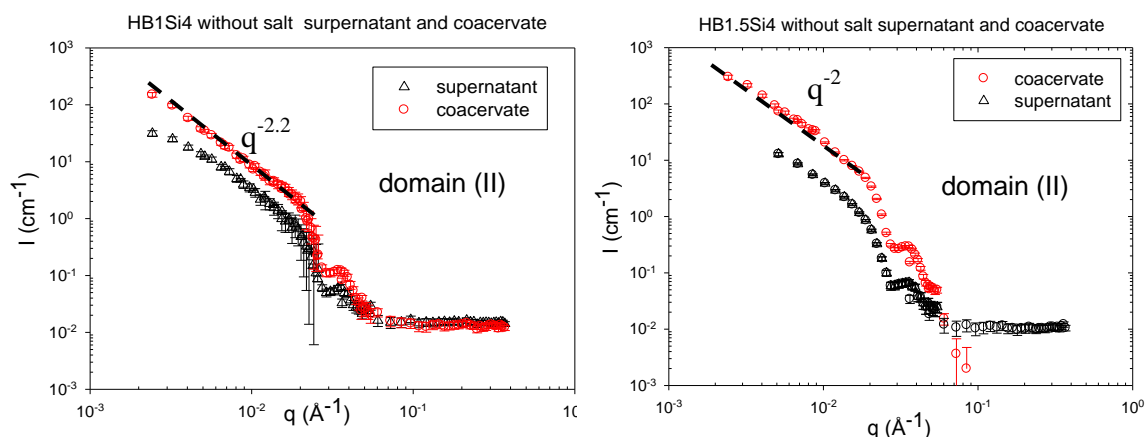 HB1Si4 without salt surpernatant and coacervate
10³
10²
10¹
10⁰
10⁻¹
10⁻²
10⁻³
I (cm⁻¹)
supernatant
coacervate
q⁻²·²
domain (II)
10⁻³
10⁻²
10⁻¹
10
q (Å⁻¹)
HB1.5Si4 without salt supernatant and coacervate
10³
10²
10¹
10⁰
10⁻¹
10⁻²
10⁻³
I (cm⁻¹)
coacervate
supernatant
q⁻²
domain (II)
10⁻³
10⁻²
10⁻¹
10⁰
q (Å⁻¹)